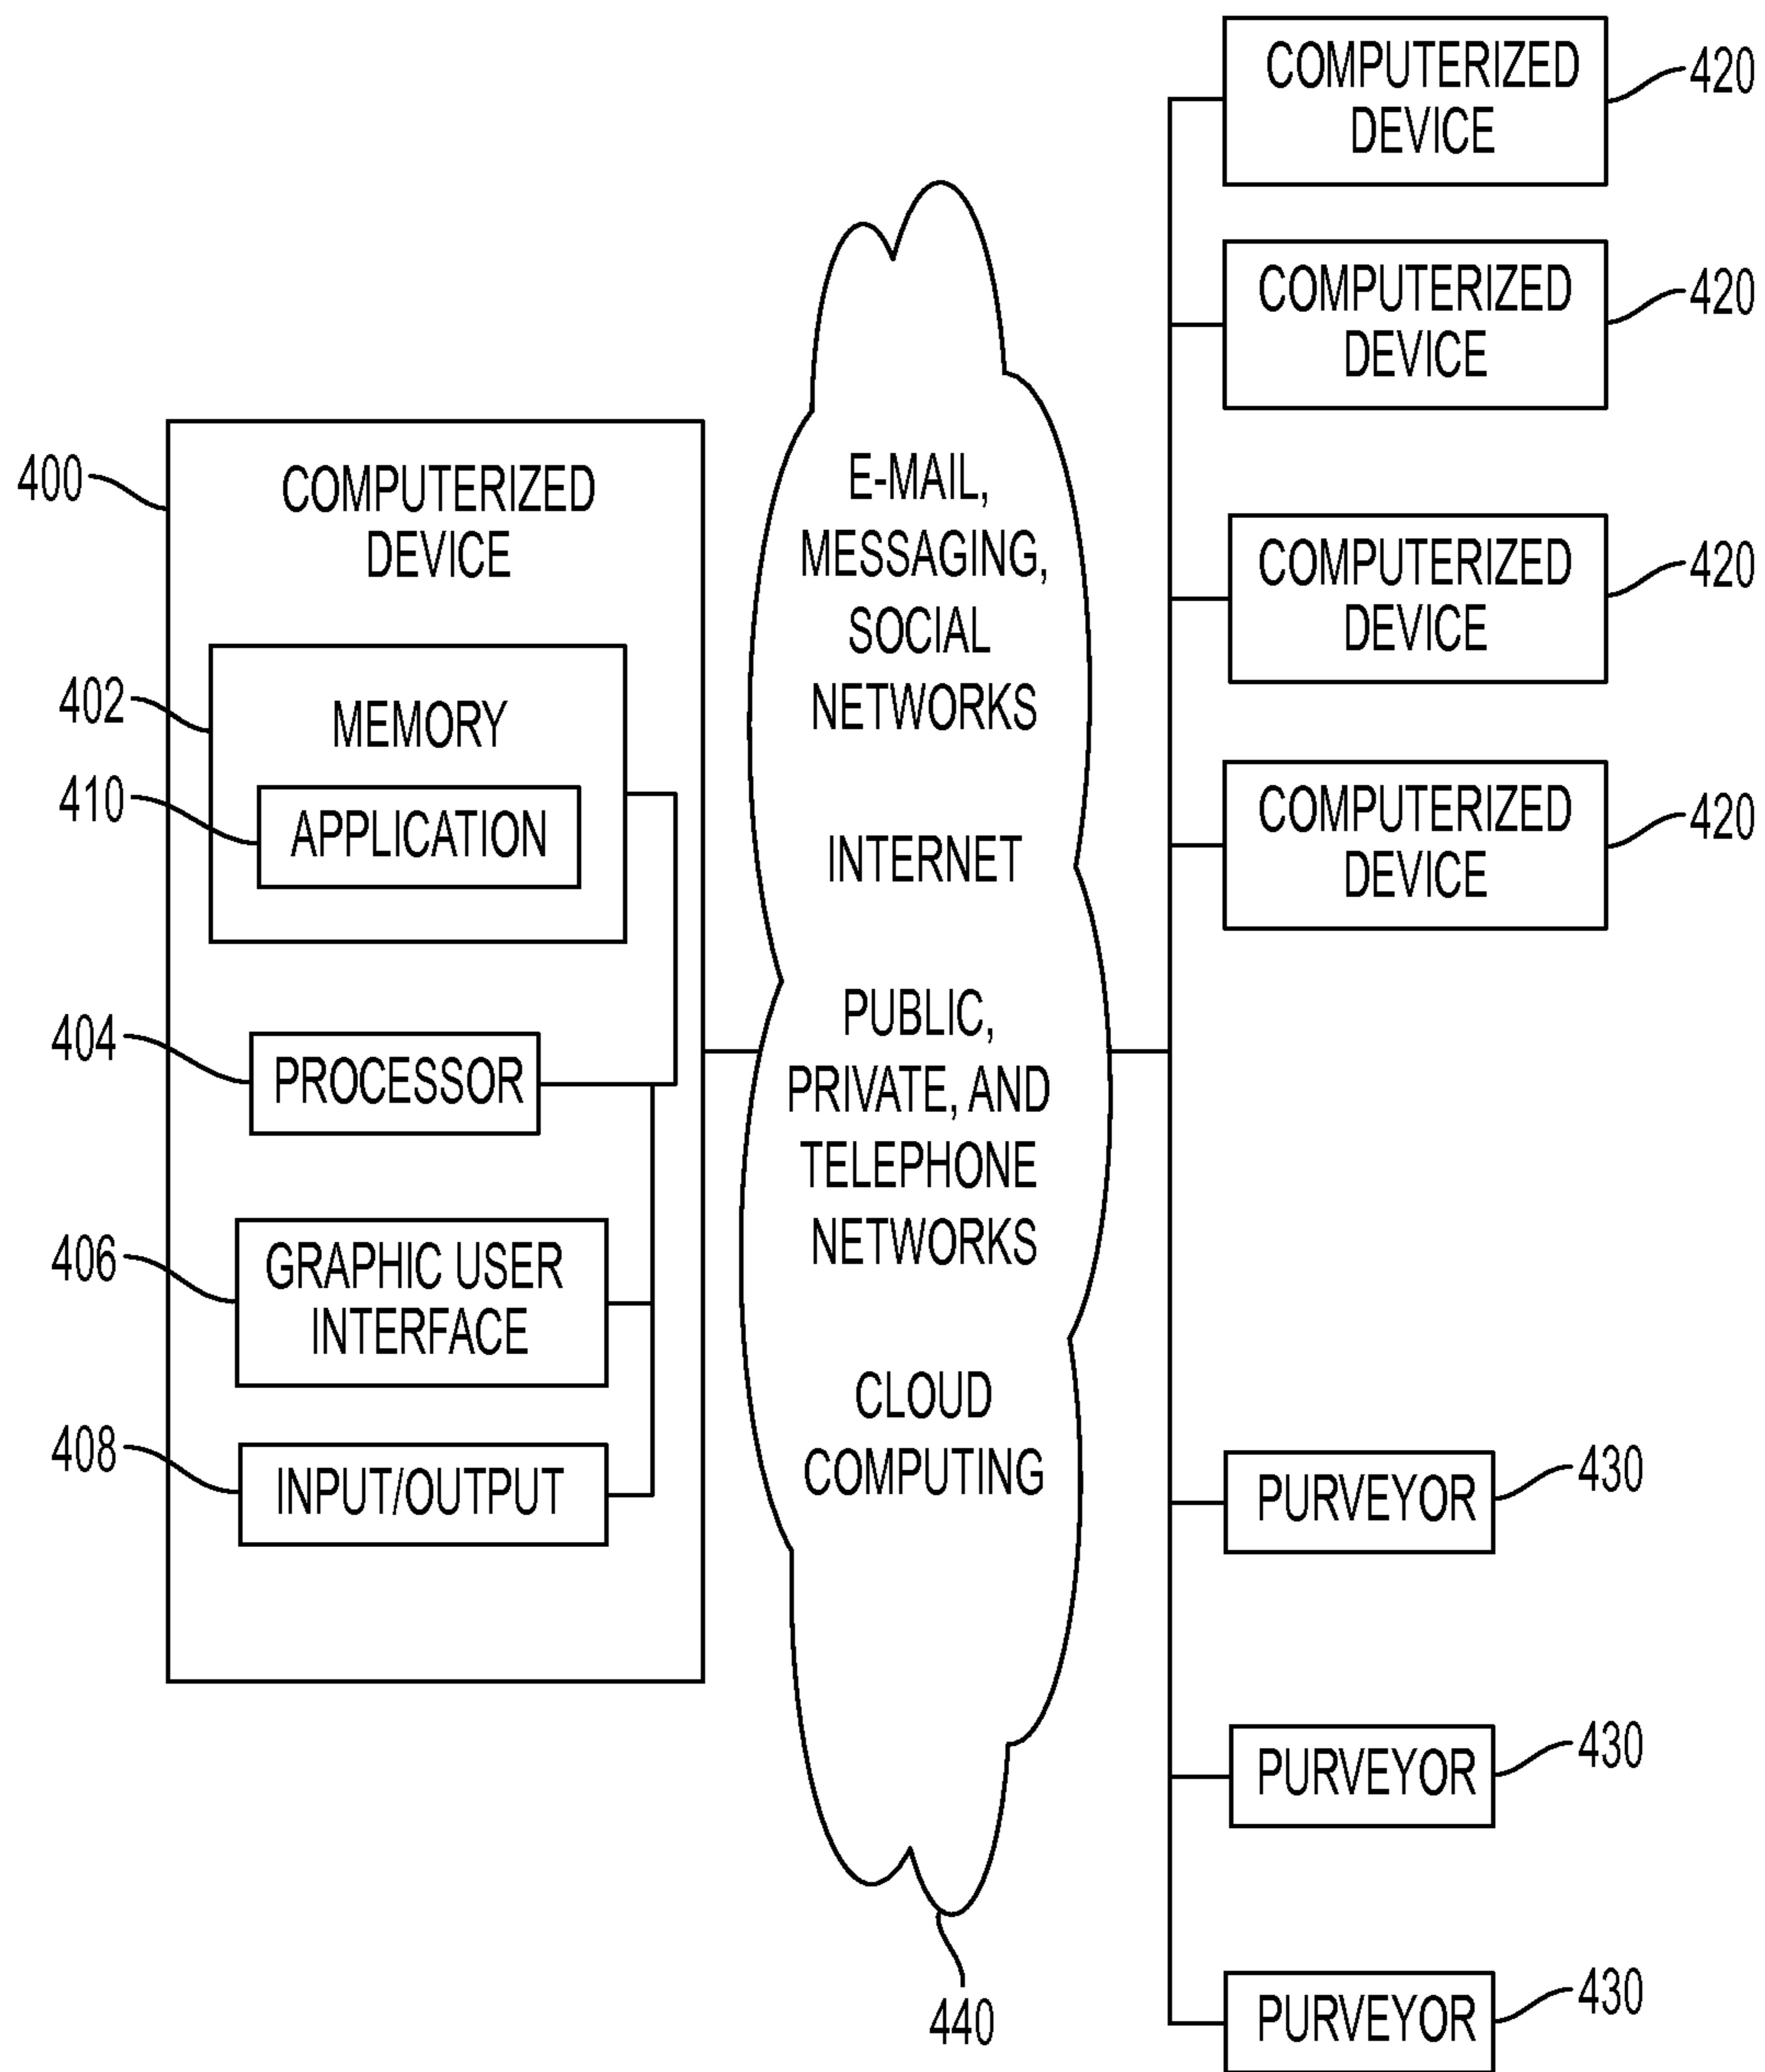 400
COMPUTERIZED
DEVICE
402
MEMORY
410
APPLICATION
404
PROCESSOR
406
GRAPHIC USER
INTERFACE
408
INPUT/OUTPUT
E-MAIL,
MESSAGING,
SOCIAL
NETWORKS
INTERNET
PUBLIC,
PRIVATE, AND
TELEPHONE
NETWORKS
CLOUD
COMPUTING
440
COMPUTERIZED
DEVICE
420
COMPUTERIZED
DEVICE
420
COMPUTERIZED
DEVICE
420
COMPUTERIZED
DEVICE
420
PURVEYOR
430
PURVEYOR
430
PURVEYOR
430